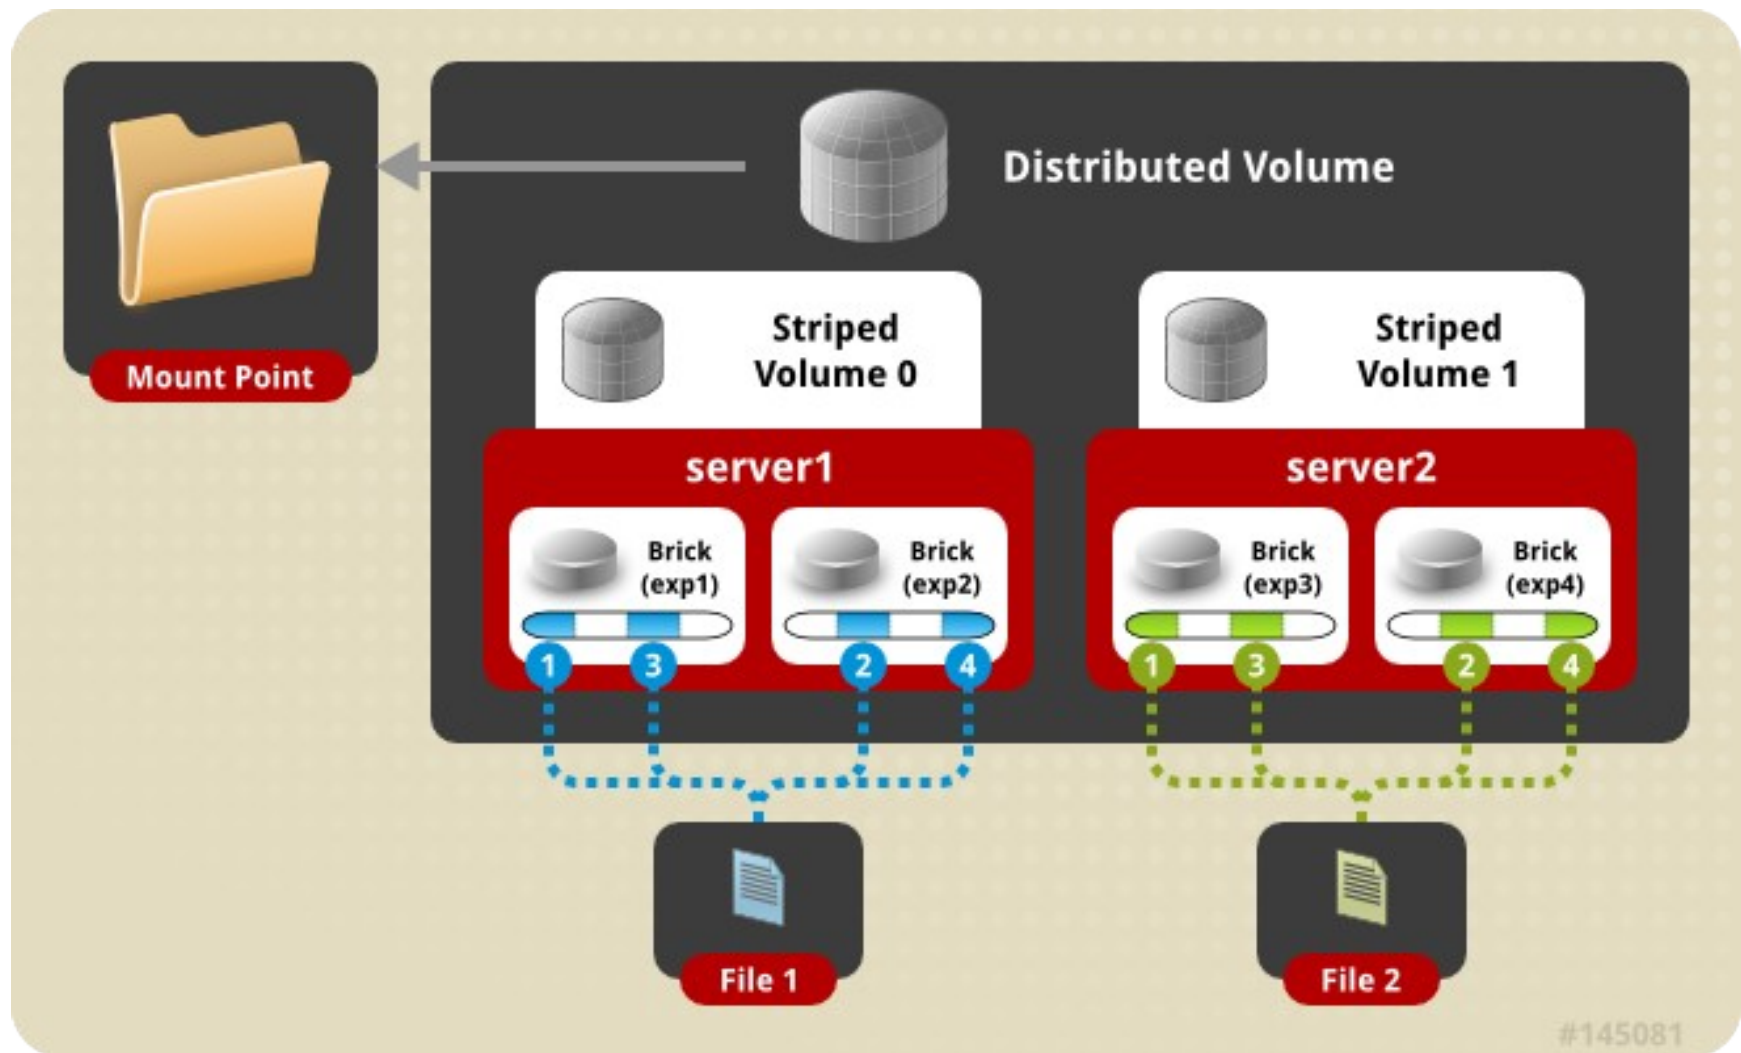 Distributed Volume
Mount Point
Striped
Volume 0
Striped
Volume 1
server1
server2
Brick
(exp1)
Brick
(exp2)
Brick
(exp3)
Brick
(exp4)
1 3 2 4
1 3 2 4
File 1
File 2
#145081